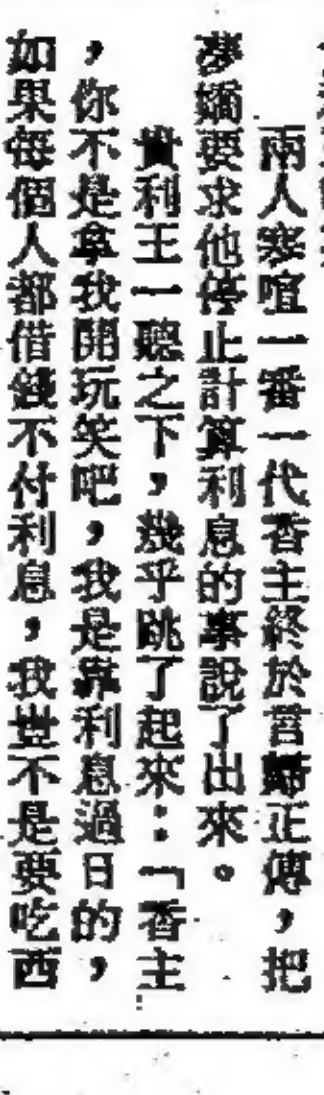 兩人寒喧一番一代香主終於言歸正傳，把
夢嬌要求他停止計算利息的事說了出來。
貴利王一聽之下，幾乎跳了起來：「香主
，你不是拿我開玩笑吧，我是靠利息過日的，
如果每個人都借錢不付利息，我豈不是要吃西